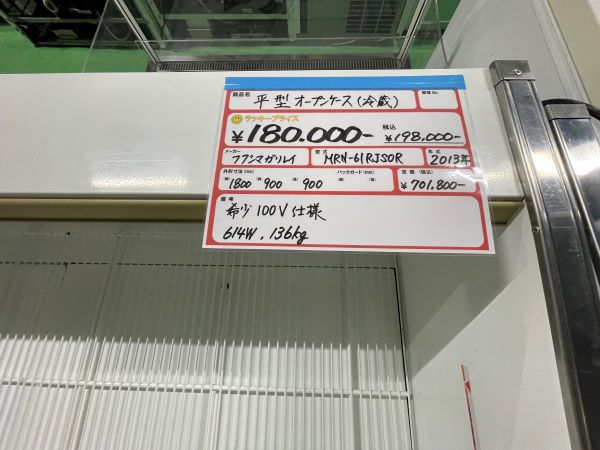 商品名 平型オープンケース(冷蔵) 管理No.
ラッキープライス
¥180.000- 税込 ¥198.000-
メーカー フクシマガリレイ 型式 MRN-61RJSOR 年式 2013年
外形寸法(mm) バックガード(mm) 定価(税込)
1800 900 900 ¥701.800-
備考
希少100V仕様
614W. 136kg